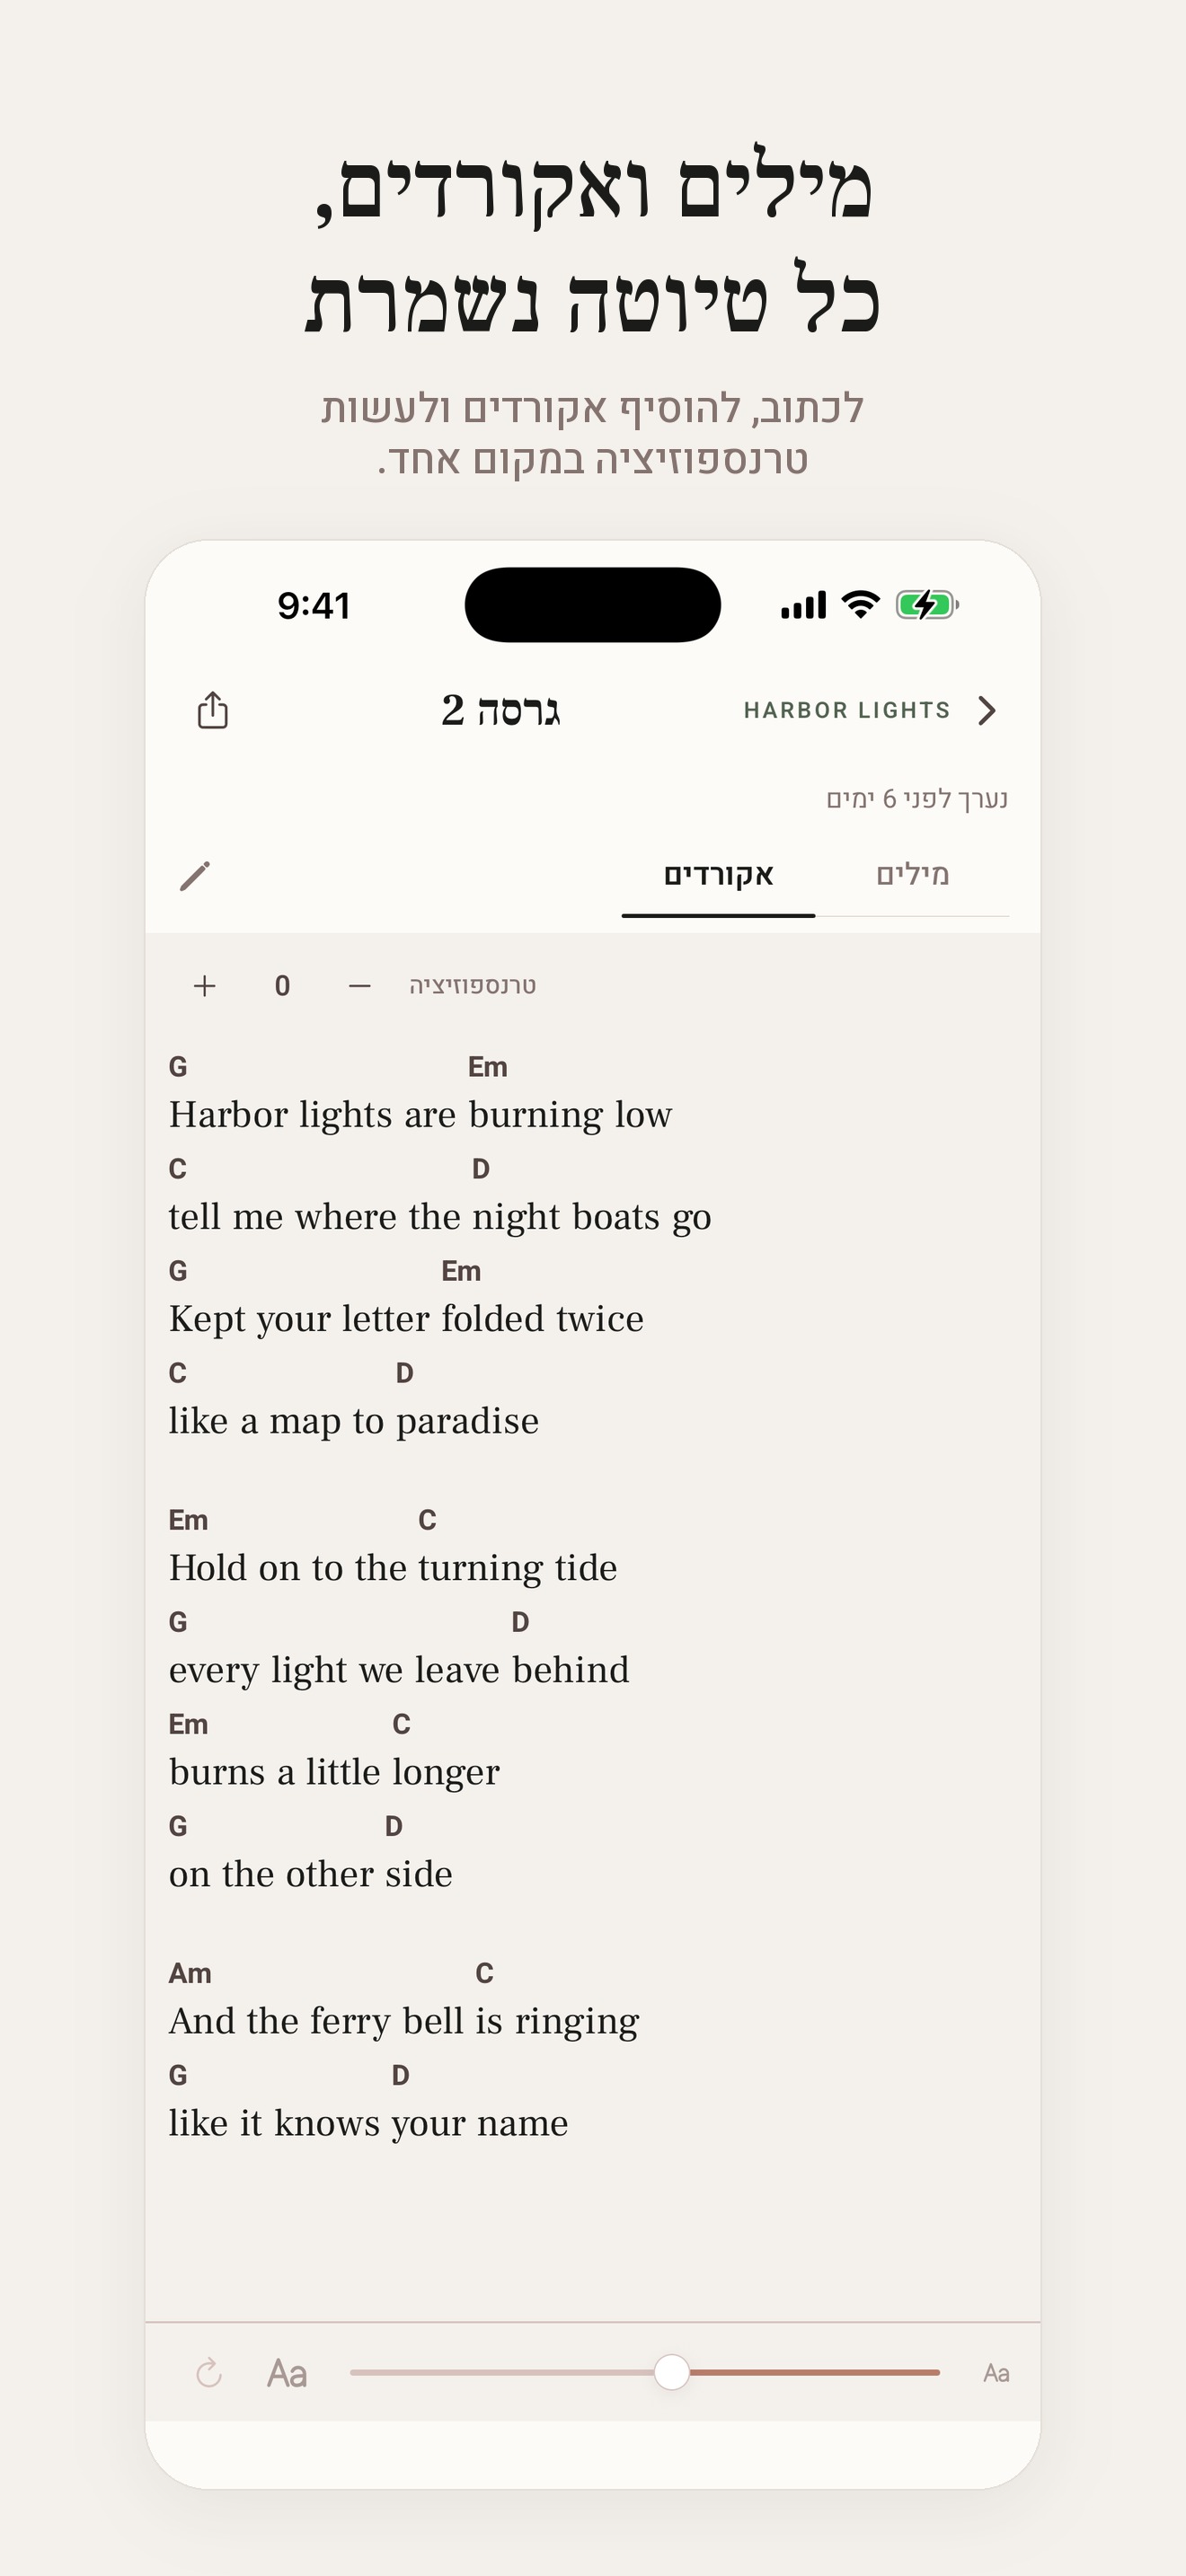 מילים ואקורדים,
כל טיוטה נשמרת
לכתוב, להוסיף אקורדים ולעשות
טרנספוזיציה במקום אחד.
9:41
HARBOR LIGHTS
גרסה 2
נערך לפני 6 ימים
מילים
אקורדים
טרנספוזיציה − 0 +
G Em
Harbor lights are burning low
C D
tell me where the night boats go
G Em
Kept your letter folded twice
C D
like a map to paradise
Em C
Hold on to the turning tide
G D
every light we leave behind
Em C
burns a little longer
G D
on the other side
Am C
And the ferry bell is ringing
G D
like it knows your name
Aa Aa